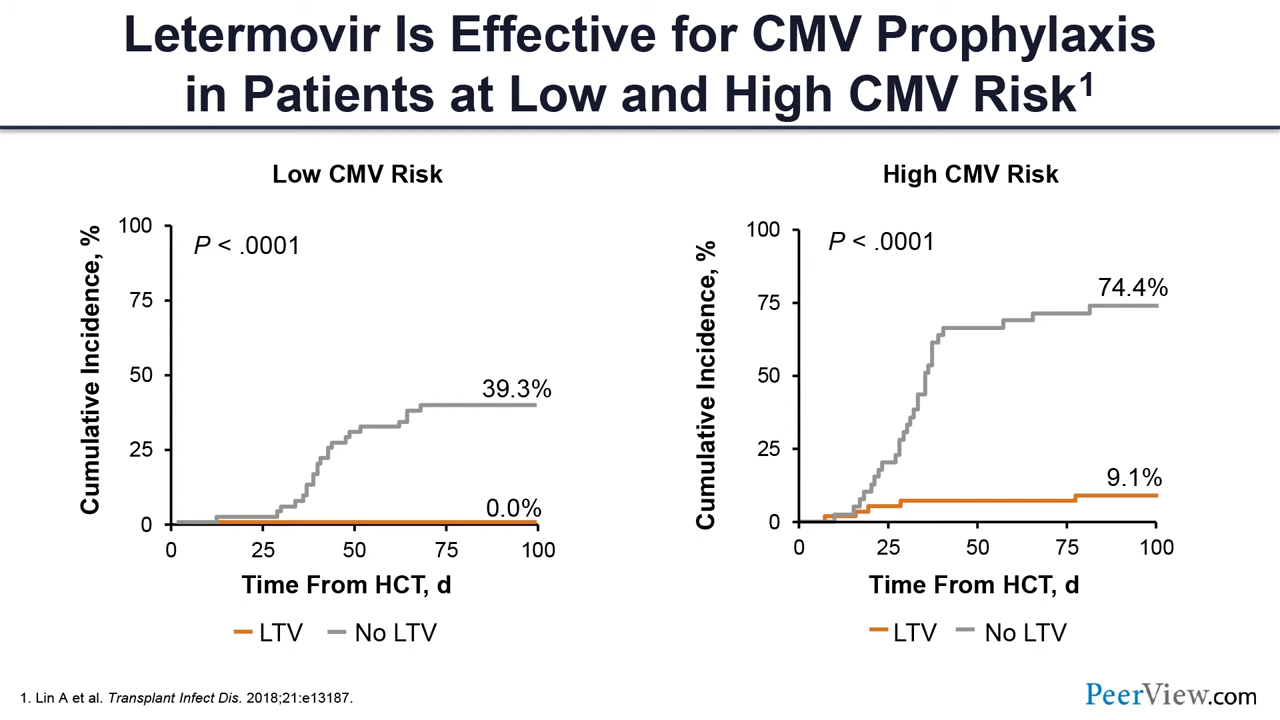 Letermovir Is Effective for CMV Prophylaxis
in Patients at Low and High CMV Risk1
Low CMV Risk
Cumulative Incidence, %
100
75
50
25
0
P < .0001
39.3%
0.0%
0 25 50 75 100
Time From HCT, d
LTV No LTV
High CMV Risk
Cumulative Incidence, %
100
75
50
25
0
P < .0001
74.4%
9.1%
0 25 50 75 100
Time From HCT, d
LTV No LTV
1. Lin A et al. Transplant Infect Dis. 2018;21:e13187.
PeerView.com